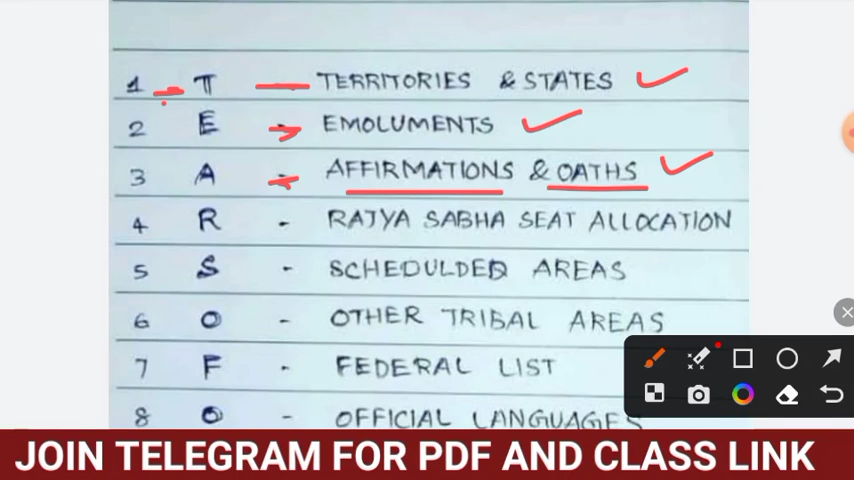 1 - T - TERRITORIES & STATES
2 E - EMOLUMENTS
3 A - AFFIRMATIONS & OATHS
4 R - RAJYA SABHA SEAT ALLOCATION
5 S - SCHEDULDED AREAS
6 O - OTHER TRIBAL AREAS
7 F - FEDERAL LIST
8 O - OFFICIAL LANGUAGES
JOIN TELEGRAM FOR PDF AND CLASS LINK